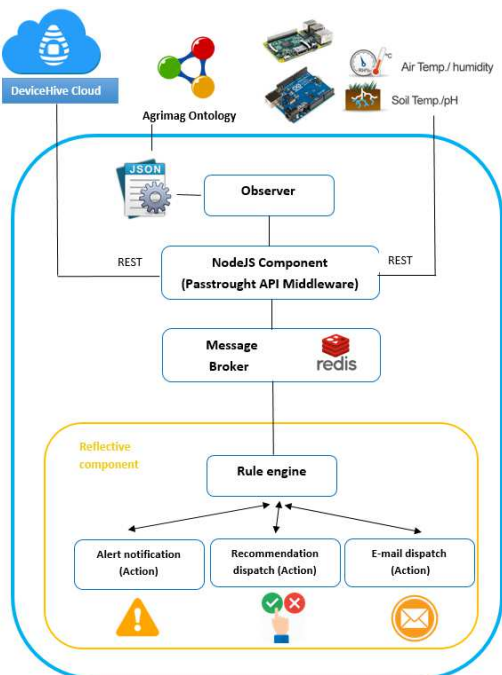 DeviceHive Cloud
Agrimag Ontology
°C
Air Temp./ humidity
Soil Temp./pH
JSON
Observer
REST
NodeJS Component
(Passtrought API Middleware)
REST
Message
Broker
redis
Reflective
component
Rule engine
Alert notification
(Action)
Recommendation
dispatch (Action)
E-mail dispatch
(Action)